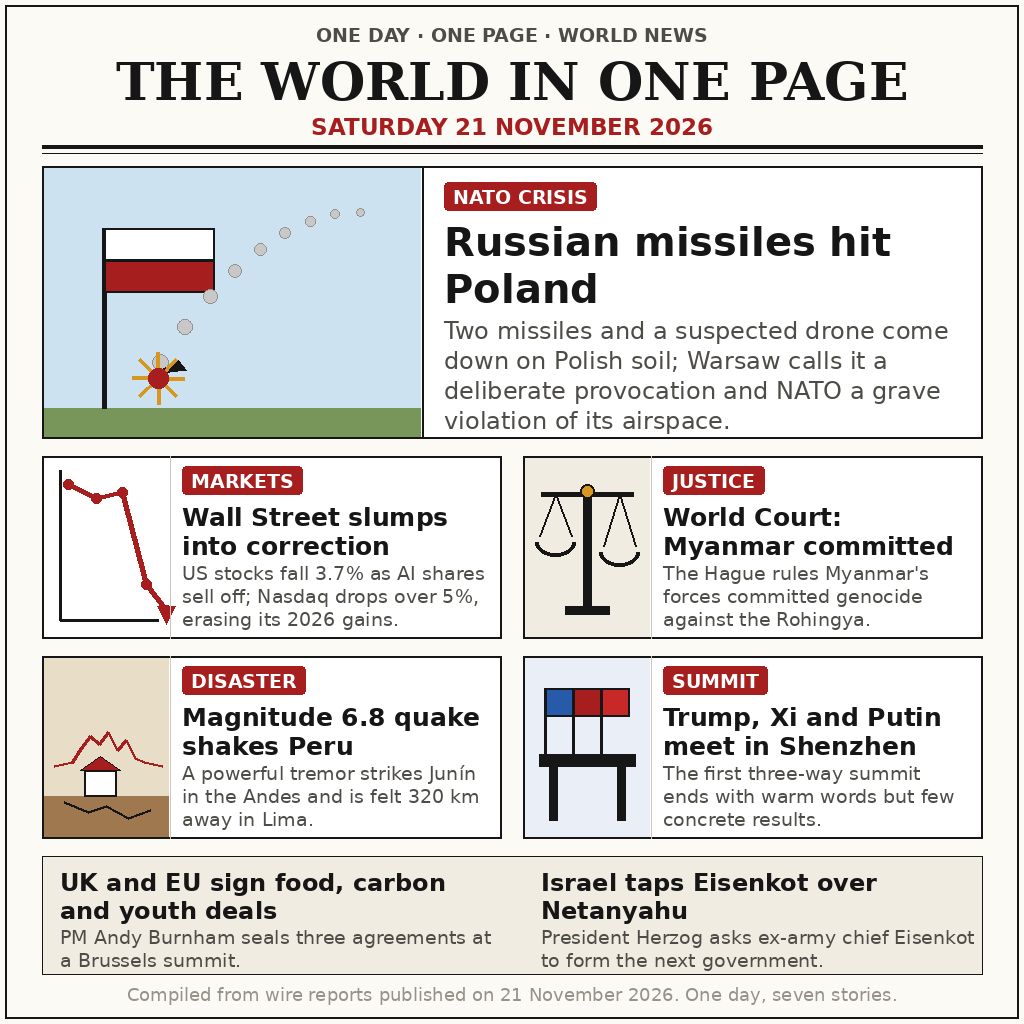 ONE DAY · ONE PAGE · WORLD NEWS
THE WORLD IN ONE PAGE
SATURDAY 21 NOVEMBER 2026
NATO CRISIS
Russian missiles hit
Poland
Two missiles and a suspected drone come
down on Polish soil; Warsaw calls it a
deliberate provocation and NATO a grave
violation of its airspace.
MARKETS
Wall Street slumps
into correction
US stocks fall 3.7% as AI shares
sell off; Nasdaq drops over 5%,
erasing its 2026 gains.
JUSTICE
World Court:
Myanmar committed
The Hague rules Myanmar's
forces committed genocide
against the Rohingya.
DISASTER
Magnitude 6.8 quake
shakes Peru
A powerful tremor strikes Junín
in the Andes and is felt 320 km
away in Lima.
SUMMIT
Trump, Xi and Putin
meet in Shenzhen
The first three-way summit
ends with warm words but few
concrete results.
UK and EU sign food, carbon
and youth deals
PM Andy Burnham seals three agreements at
a Brussels summit.
Israel taps Eisenkot over
Netanyahu
President Herzog asks ex-army chief Eisenkot
to form the next government.
Compiled from wire reports published on 21 November 2026. One day, seven stories.